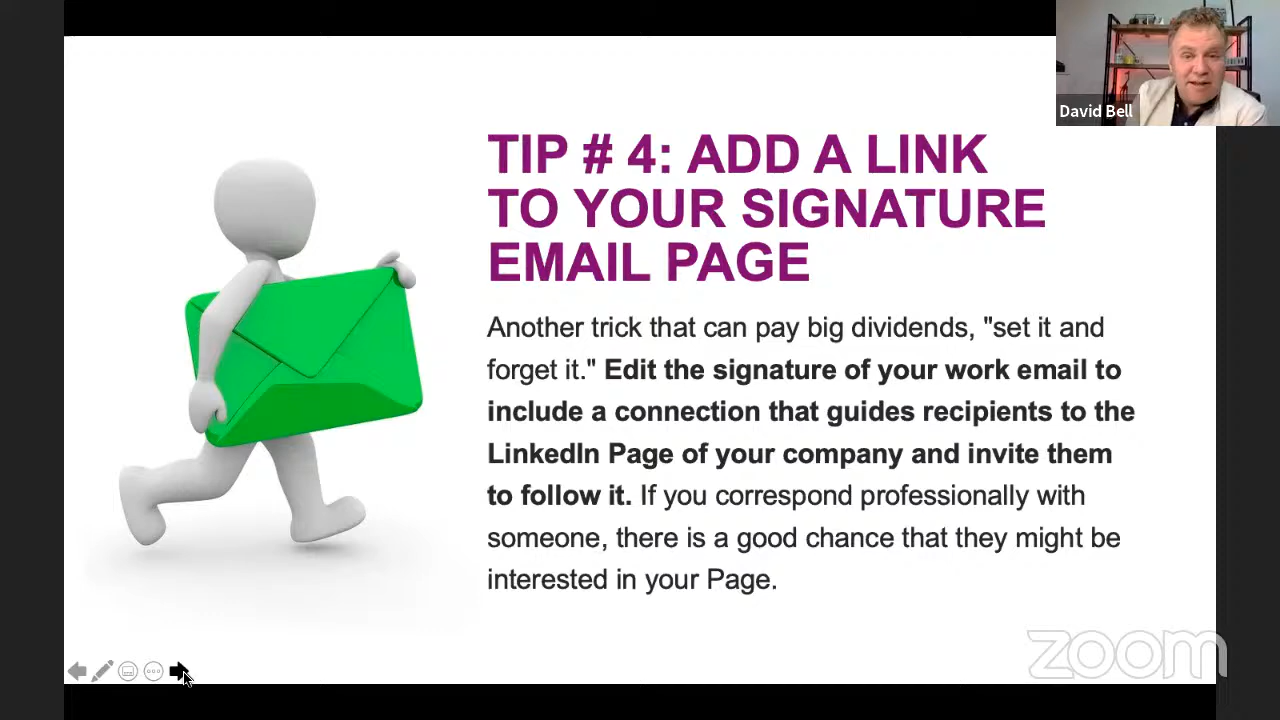 David Bell
TIP # 4: ADD A LINK
TO YOUR SIGNATURE
EMAIL PAGE
Another trick that can pay big dividends, "set it and
forget it." Edit the signature of your work email to
include a connection that guides recipients to the
LinkedIn Page of your company and invite them
to follow it. If you correspond professionally with
someone, there is a good chance that they might be
interested in your Page.
zoom